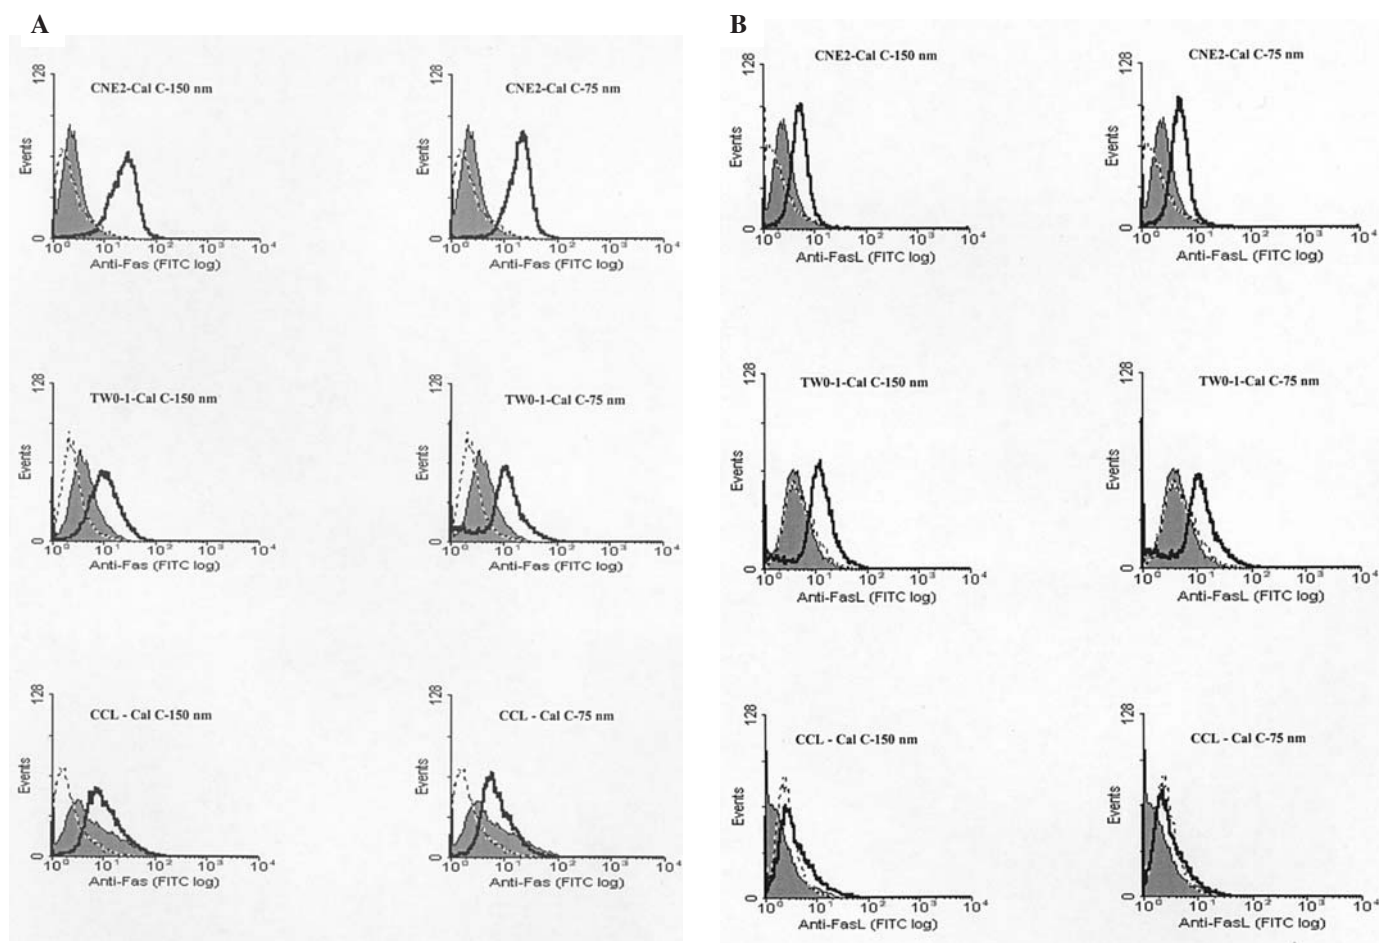 A
B
CNE2-Cal C-150 nm
128
Events
0
10⁰ 10¹ 10² 10³ 10⁴
Anti-Fas (FITC log)
CNE2-Cal C-75 nm
128
Events
0
10⁰ 10¹ 10² 10³ 10⁴
Anti-Fas (FITC log)
CNE2-Cal C-150 nm
128
Events
0
10⁰ 10¹ 10² 10³ 10⁴
Anti-FasL (FITC log)
CNE2-Cal C-75 nm
128
Events
0
10⁰ 10¹ 10² 10³ 10⁴
Anti-FasL (FITC log)
TW0-1-Cal C-150 nm
128
Events
0
10⁰ 10¹ 10² 10³ 10⁴
Anti-Fas (FITC log)
TW0-1-Cal C-75 nm
128
Events
0
10⁰ 10¹ 10² 10³ 10⁴
Anti-Fas (FITC log)
TW0-1-Cal C-150 nm
128
Events
0
10⁰ 10¹ 10² 10³ 10⁴
Anti-FasL (FITC log)
TW0-1-Cal C-75 nm
128
Events
0
10⁰ 10¹ 10² 10³ 10⁴
Anti-FasL (FITC log)
CCL - Cal C-150 nm
128
Events
0
10⁰ 10¹ 10² 10³ 10⁴
Anti-Fas (FITC log)
CCL - Cal C-75 nm
128
Events
0
10⁰ 10¹ 10² 10³ 10⁴
Anti-Fas (FITC log)
CCL - Cal C-150 nm
128
Events
0
10⁰ 10¹ 10² 10³ 10⁴
Anti-FasL (FITC log)
CCL - Cal C-75 nm
128
Events
0
10⁰ 10¹ 10² 10³ 10⁴
Anti-FasL (FITC log)